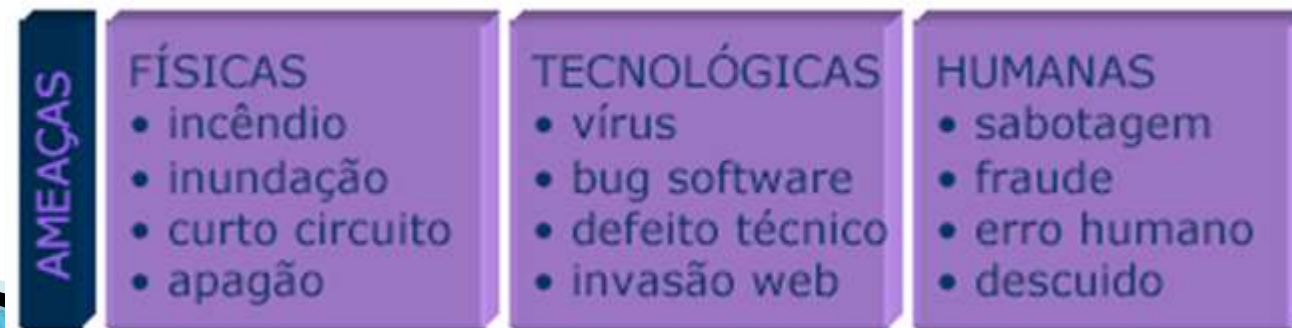 AMEAÇAS
FÍSICAS
• incêndio
• inundação
• curto circuito
• apagão
TECNOLÓGICAS
• vírus
• bug software
• defeito técnico
• invasão web
HUMANAS
• sabotagem
• fraude
• erro humano
• descuido